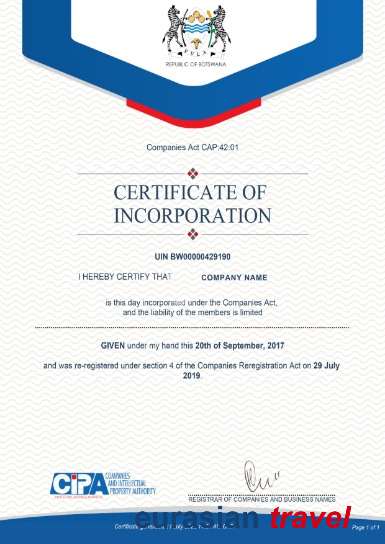 PULA
REPUBLIC OF BOTSWANA
Companies Act CAP:42:01
CERTIFICATE OF
INCORPORATION
UIN BW00000429190
I HEREBY CERTIFY THAT COMPANY NAME
is this day incorporated under the Companies Act,
and the liability of the members is limited
GIVEN under my hand this 20th of September, 2017
and was re-registered under section 4 of the Companies Reregistration Act on 29 July
2019.
CIPA
COMPANIES
AND INTELLECTUAL
PROPERTY AUTHORITY
REGISTRAR OF COMPANIES AND BUSINESS NAMES
eurasian travel
Page 1 of 1